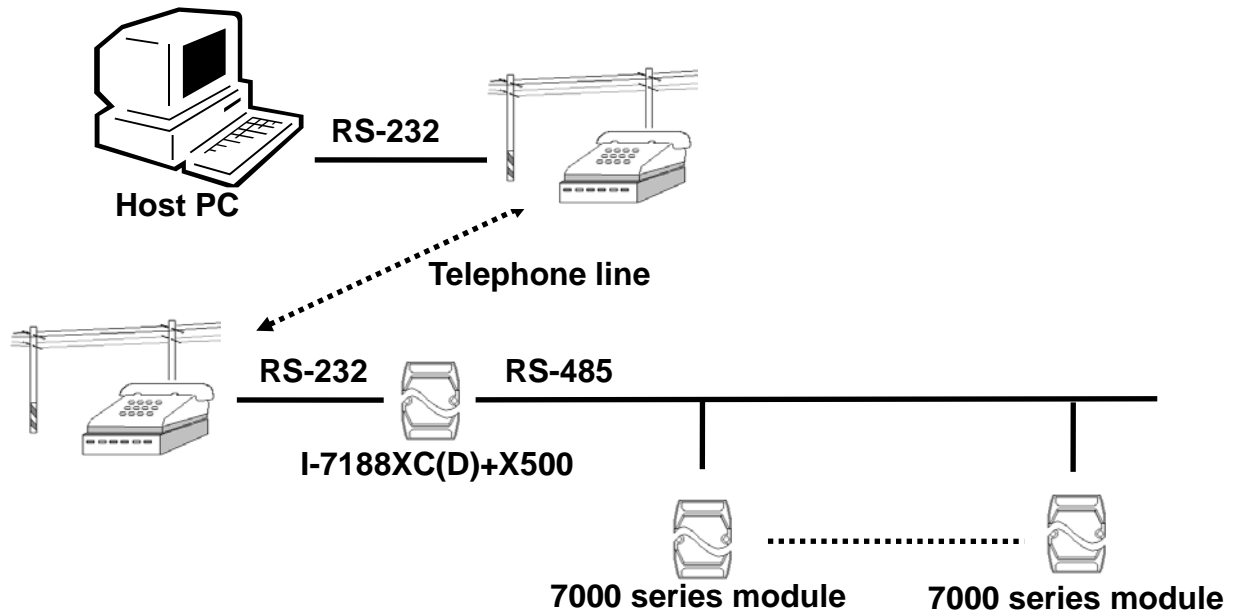 RS-232
Host PC
Telephone line
RS-232
RS-485
I-7188XC(D)+X500
7000 series module
7000 series module